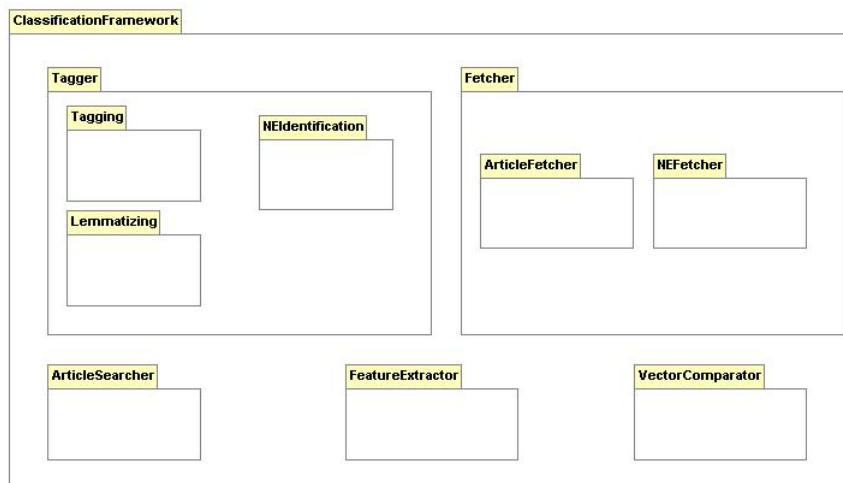 ClassificationFramework
Tagger
Fetcher
Tagging
NEIdentification
ArticleFetcher
NEFetcher
Lemmatizing
ArticleSearcher
FeatureExtractor
VectorComparator